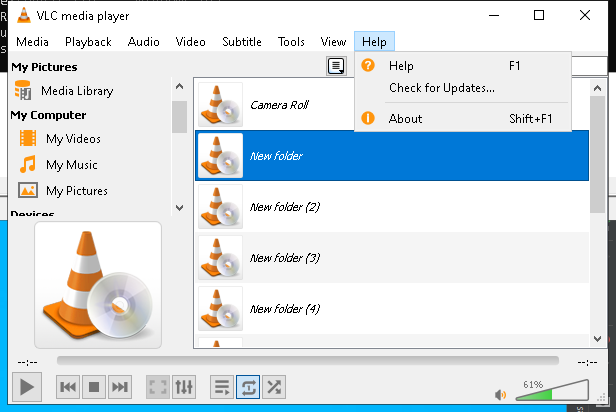 VLC media player
Media Playback Audio Video Subtitle Tools View Help
My Pictures
Media Library
My Computer
My Videos
My Music
My Pictures
Devices
Help F1
Check for Updates...
About Shift+F1
Camera Roll
New folder
New folder (2)
New folder (3)
New folder (4)
--:-- --:--
61%